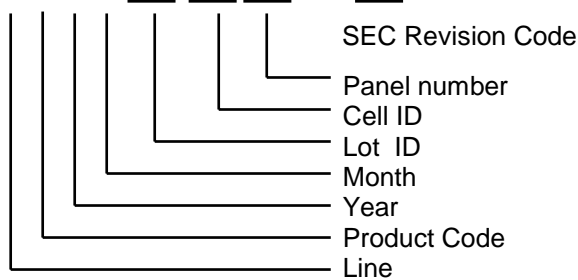 SEC Revision Code
Panel number
Cell ID
Lot ID
Month
Year
Product Code
Line